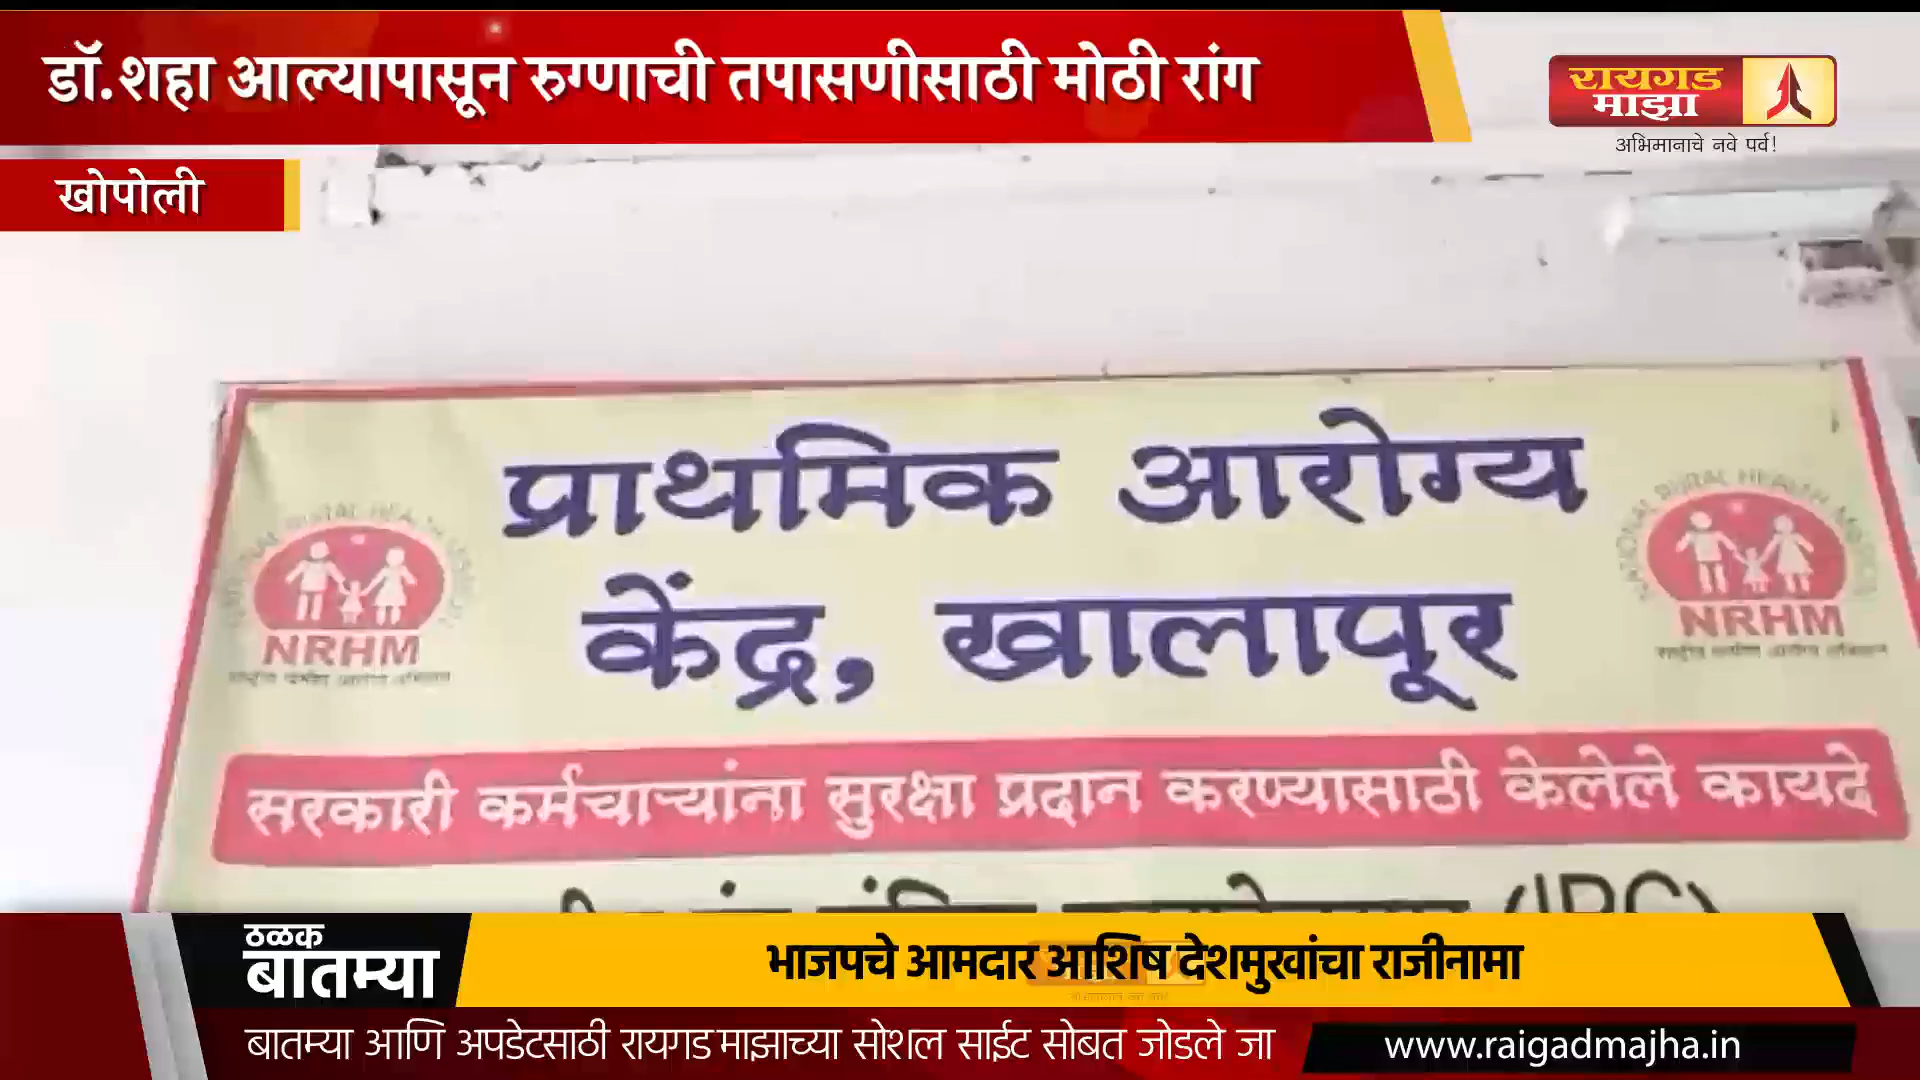 डॉ.शहा आल्यापासून रुग्णाची तपासणीसाठी मोठी रांग
रायगड
माझा
अभिमानाचे नवे पर्व!
खोपोली
प्राथमिक आरोग्य
केंद्र, खालापूर
NRHM
NRHM
सरकारी कर्मचाऱ्यांना सुरक्षा प्रदान करण्यासाठी केलेले कायदे
ठळक
बातम्या
भाजपचे आमदार आशिष देशमुखांचा राजीनामा
बातम्या आणि अपडेटसाठी रायगड माझाच्या सोशल साईट सोबत जोडले जा
www.raigadmajha.in